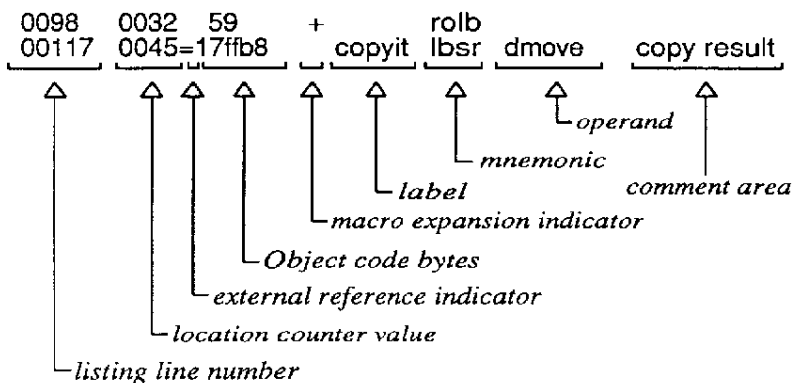 0098 0032 59 + rolb
00117 0045=17ffb8 copyit lbsr dmove copy result
operand
mnemonic
label
comment area
macro expansion indicator
Object code bytes
external reference indicator
location counter value
listing line number